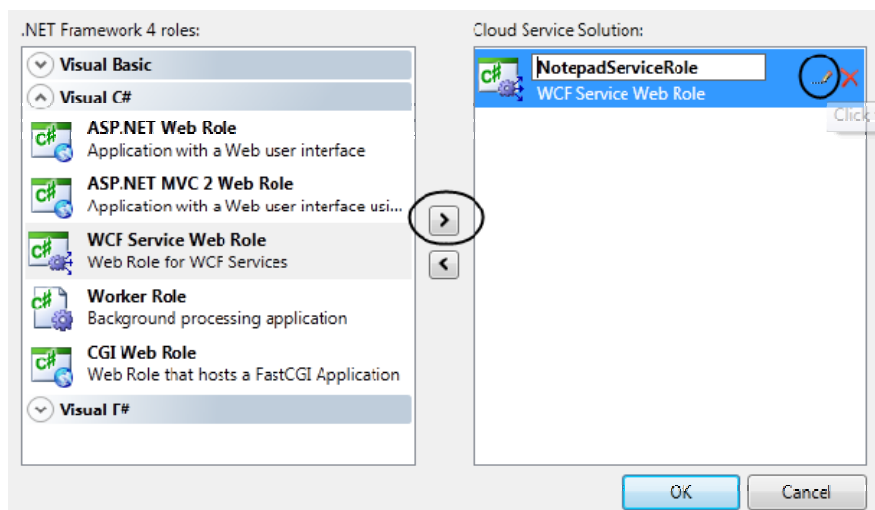 .NET Framework 4 roles:
Cloud Service Solution:
Visual Basic
Visual C#
ASP.NET Web Role
Application with a Web user interface
ASP.NET MVC 2 Web Role
Application with a Web user interface usi...
WCF Service Web Role
Web Role for WCF Services
Worker Role
Background processing application
CGI Web Role
Web Role that hosts a FastCGI Application
Visual F#
>
<
NotepadServiceRole
WCF Service Web Role
Click
OK
Cancel